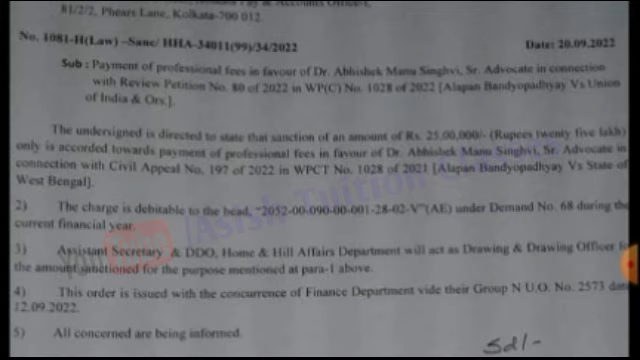 & Accounts Office-I,
81/2/2, Phears Lane, Kolkata-700 012.
No. 1081-H(Law) –Sanc/ HHA-34011(99)/34/2022 Date: 20.09.2022
Sub : Payment of professional fees in favour of Dr. Abhishek Manu Singhvi, Sr. Advocate in connection
with Review Petition No. 80 of 2022 in WP(C) No. 1028 of 2022 [Alapan Bandyopadhyay Vs Union
of India & Ors.].
The undersigned is directed to state that sanction of an amount of Rs. 25,00,000/- (Rupees twenty five lakh)
only is accorded towards payment of professional fees in favour of Dr. Abhishek Manu Singhvi, Sr. Advocate in
connection with Civil Appeal No. 197 of 2022 in WPCT No. 1028 of 2021 [Alapan Bandyopadhyay Vs State of
West Bengal].
2) The charge is debitable to the head, "2052-00-090-00-001-28-02-V"(AE) under Demand No. 68 during the
current financial year.
3) Assistant Secretary & DDO, Home & Hill Affairs Department will act as Drawing & Drawing Officer for
the amount sanctioned for the purpose mentioned at para-1 above.
4) This order is issued with the concurrence of Finance Department vide their Group N U.O. No. 2573 date
12.09.2022.
5) All concerned are being informed.
Sd/-
Asish Tuition